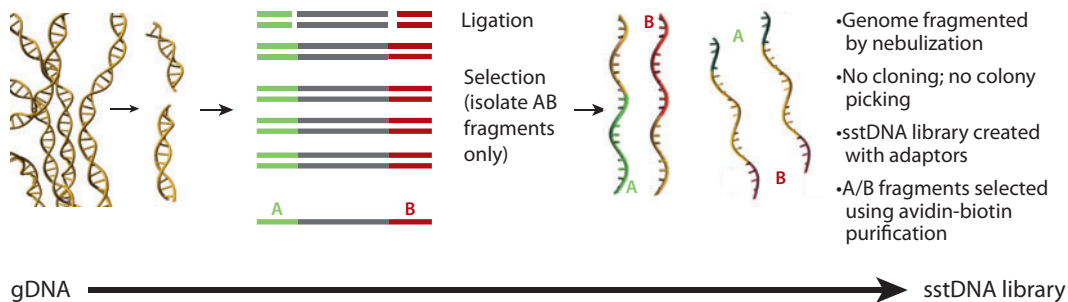 Ligation
Selection
(isolate AB
fragments
only)
A
B
B
A
A
B
•Genome fragmented
by nebulization
•No cloning; no colony
picking
•sstDNA library created
with adaptors
•A/B fragments selected
using avidin-biotin
purification
gDNA
sstDNA library